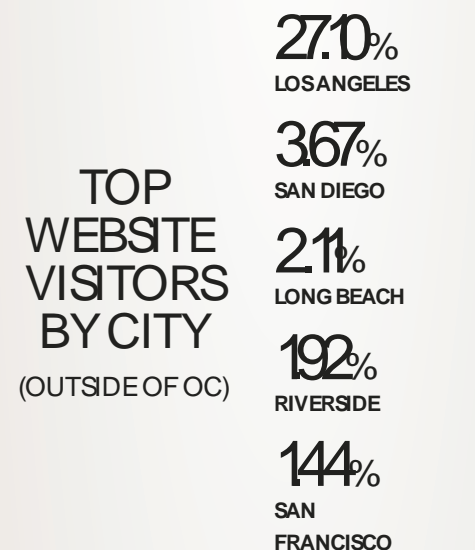 TOP
WEBSITE
VISITORS
BY CITY
(OUTSIDE OF OC)
27.10%
LOS ANGELES
3.67%
SAN DIEGO
2.11%
LONG BEACH
1.92%
RIVERSIDE
1.44%
SAN
FRANCISCO